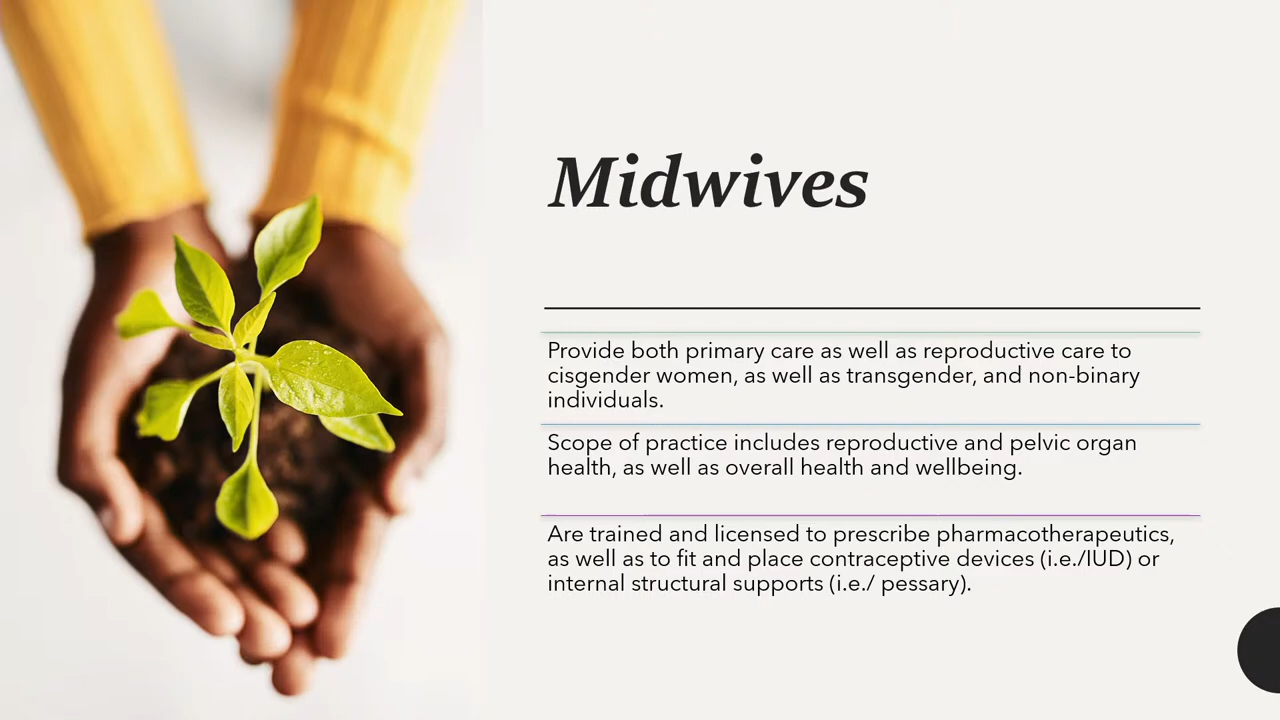 Midwives
Provide both primary care as well as reproductive care to
cisgender women, as well as transgender, and non-binary
individuals.
Scope of practice includes reproductive and pelvic organ
health, as well as overall health and wellbeing.
Are trained and licensed to prescribe pharmacotherapeutics,
as well as to fit and place contraceptive devices (i.e./IUD) or
internal structural supports (i.e./ pessary).